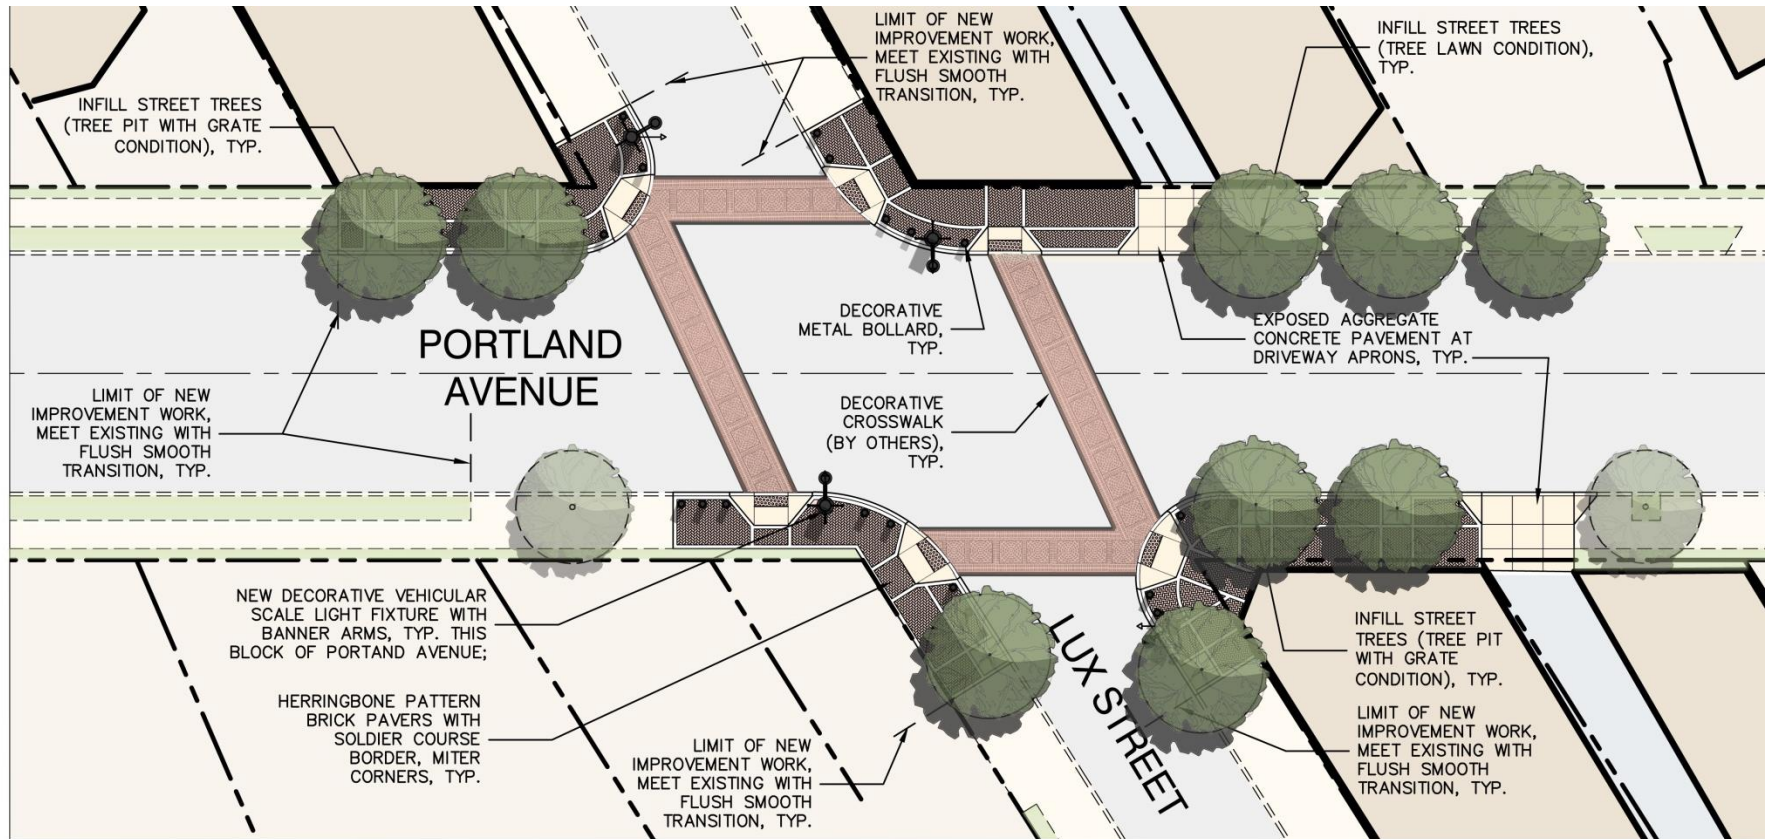 LIMIT OF NEW
IMPROVEMENT WORK,
MEET EXISTING WITH
FLUSH SMOOTH
TRANSITION, TYP.
INFILL STREET TREES
(TREE LAWN CONDITION),
TYP.
INFILL STREET TREES
(TREE PIT WITH GRATE
CONDITION), TYP.
DECORATIVE
METAL BOLLARD,
TYP.
EXPOSED AGGREGATE
CONCRETE PAVEMENT AT
DRIVEWAY APRONS, TYP.
PORTLAND
AVENUE
LIMIT OF NEW
IMPROVEMENT WORK,
MEET EXISTING WITH
FLUSH SMOOTH
TRANSITION, TYP.
DECORATIVE
CROSSWALK
(BY OTHERS),
TYP.
NEW DECORATIVE VEHICULAR
SCALE LIGHT FIXTURE WITH
BANNER ARMS, TYP. THIS
BLOCK OF PORTAND AVENUE;
HERRINGBONE PATTERN
BRICK PAVERS WITH
SOLDIER COURSE
BORDER, MITER
CORNERS, TYP.
LIMIT OF NEW
IMPROVEMENT WORK,
MEET EXISTING WITH
FLUSH SMOOTH
TRANSITION, TYP.
LUX STREET
INFILL STREET
TREES (TREE PIT
WITH GRATE
CONDITION), TYP.
LIMIT OF NEW
IMPROVEMENT WORK,
MEET EXISTING WITH
FLUSH SMOOTH
TRANSITION, TYP.